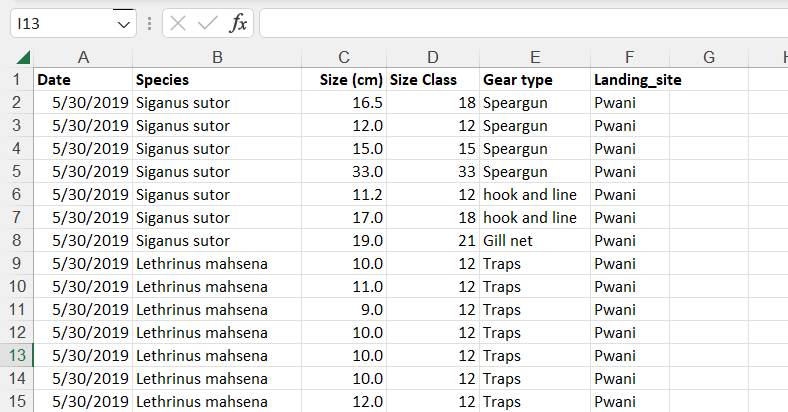 I13 fx
A B C D E F G H
1 Date Species Size (cm) Size Class Gear type Landing_site
2 5/30/2019 Siganus sutor 16.5 18 Speargun Pwani
3 5/30/2019 Siganus sutor 12.0 12 Speargun Pwani
4 5/30/2019 Siganus sutor 15.0 15 Speargun Pwani
5 5/30/2019 Siganus sutor 33.0 33 Speargun Pwani
6 5/30/2019 Siganus sutor 11.2 12 hook and line Pwani
7 5/30/2019 Siganus sutor 17.0 18 hook and line Pwani
8 5/30/2019 Siganus sutor 19.0 21 Gill net Pwani
9 5/30/2019 Lethrinus mahsena 10.0 12 Traps Pwani
10 5/30/2019 Lethrinus mahsena 11.0 12 Traps Pwani
11 5/30/2019 Lethrinus mahsena 9.0 12 Traps Pwani
12 5/30/2019 Lethrinus mahsena 10.0 12 Traps Pwani
13 5/30/2019 Lethrinus mahsena 10.0 12 Traps Pwani
14 5/30/2019 Lethrinus mahsena 10.0 12 Traps Pwani
15 5/30/2019 Lethrinus mahsena 12.0 12 Traps Pwani